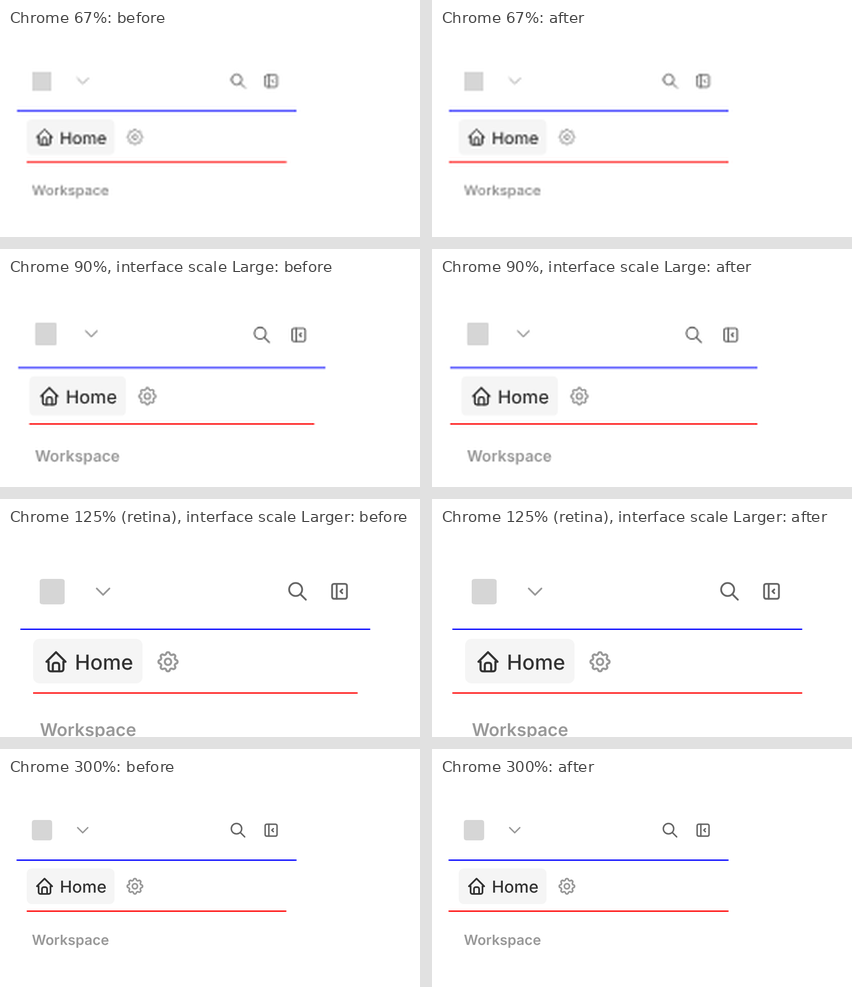 Chrome 67%: before
Home
Workspace
Chrome 67%: after
Home
Workspace
Chrome 90%, interface scale Large: before
Home
Workspace
Chrome 90%, interface scale Large: after
Home
Workspace
Chrome 125% (retina), interface scale Larger: before
Home
Workspace
Chrome 125% (retina), interface scale Larger: after
Home
Workspace
Chrome 300%: before
Home
Workspace
Chrome 300%: after
Home
Workspace